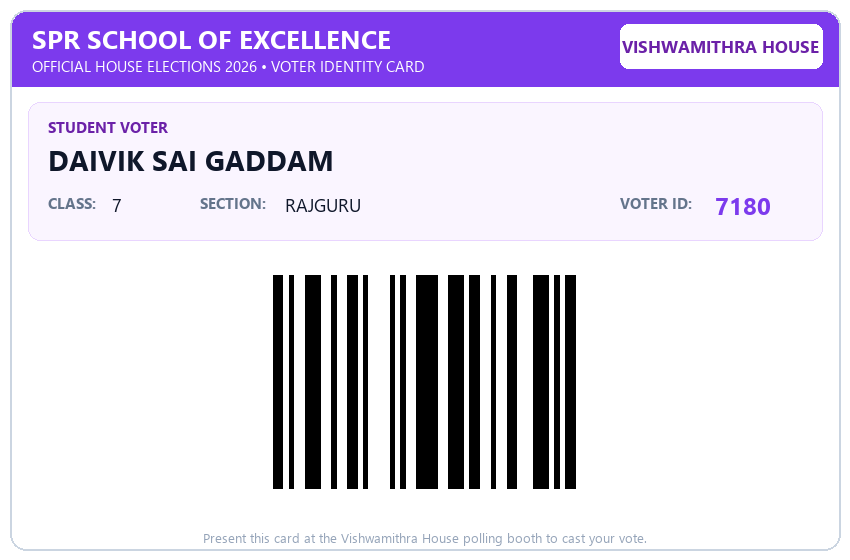 SPR SCHOOL OF EXCELLENCE
VISHWAMITHRA HOUSE
OFFICIAL HOUSE ELECTIONS 2026 • VOTER IDENTITY CARD
STUDENT VOTER
DAIVIK SAI GADDAM
CLASS: 7 SECTION: RAJGURU VOTER ID: 7180
Present this card at the Vishwamithra House polling booth to cast your vote.